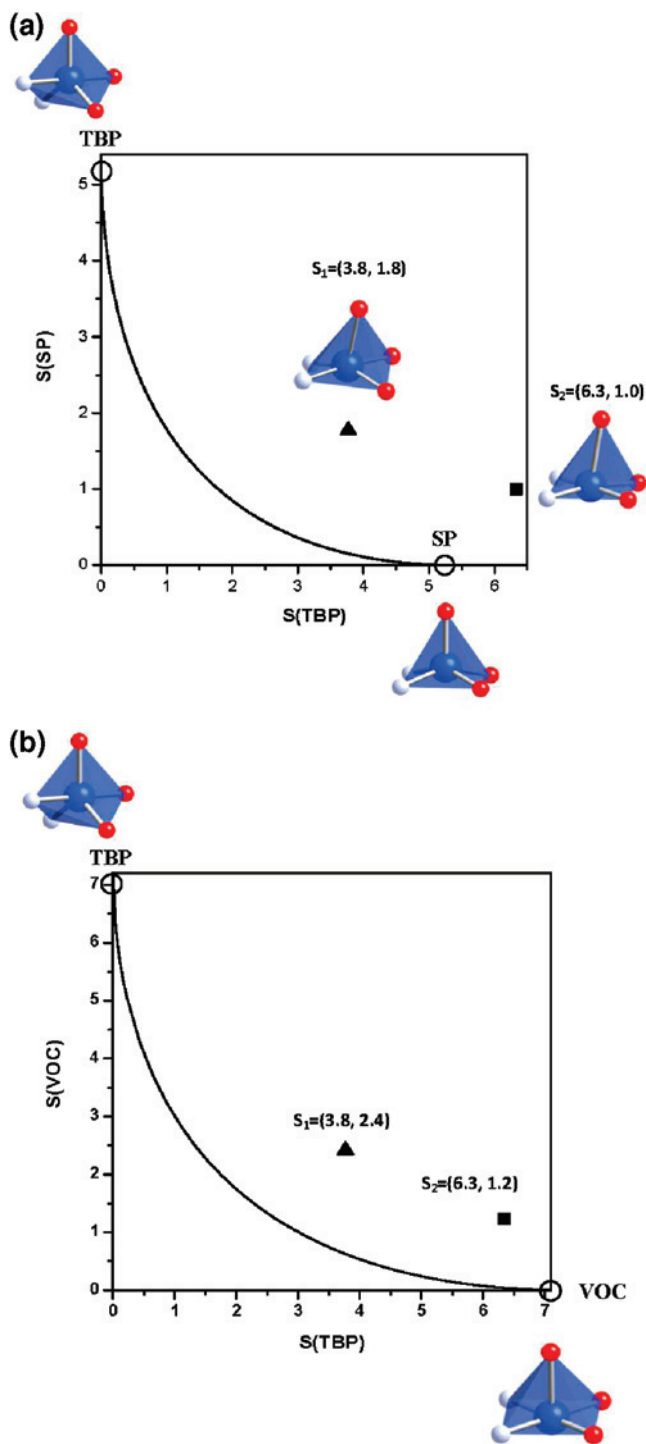 (a)
TBP
5
4
3
2
1
0
S(SP)
S₁=(3.8, 1.8)
S₂=(6.3, 1.0)
SP
0 1 2 3 4 5 6
S(TBP)
(b)
TBP
7
6
5
4
3
2
1
0
S(VOC)
S₁=(3.8, 2.4)
S₂=(6.3, 1.2)
VOC
0 1 2 3 4 5 6 7
S(TBP)